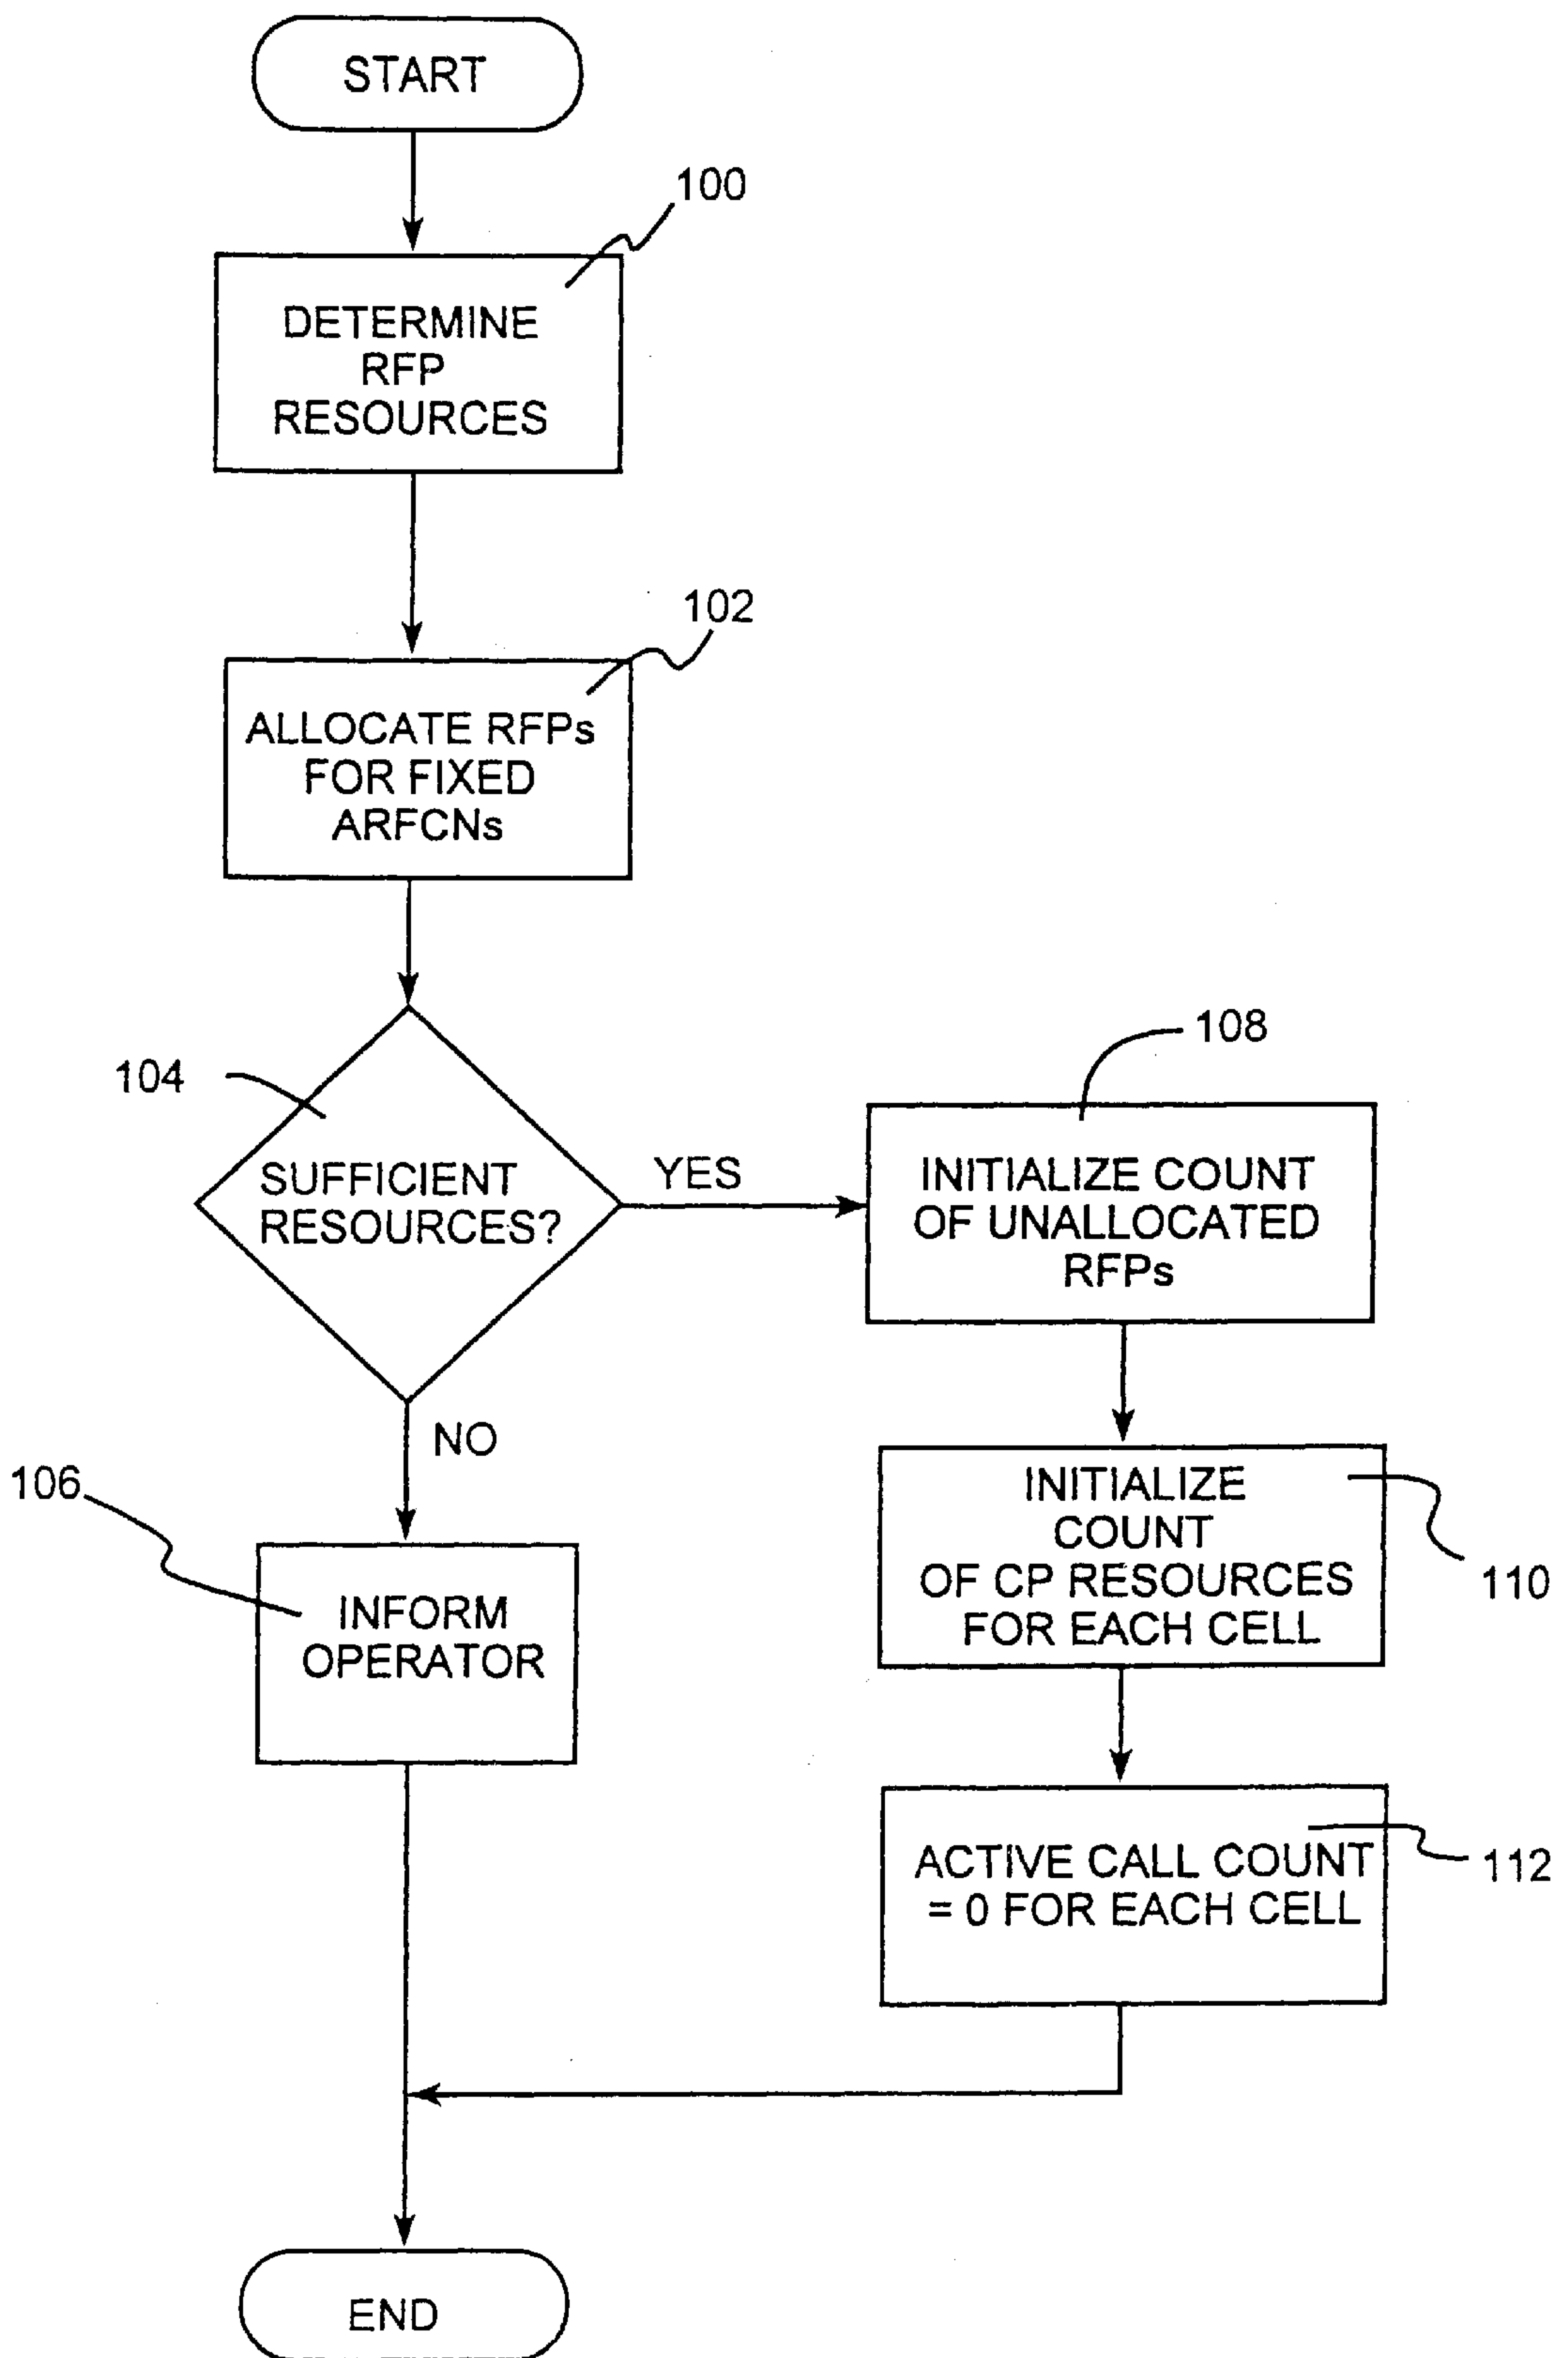 START
100
DETERMINE
RFP
RESOURCES
102
ALLOCATE RFPs
FOR FIXED
ARFCNs
104
SUFFICIENT
RESOURCES?
YES
NO
108
INITIALIZE COUNT
OF UNALLOCATED
RFPs
106
INFORM
OPERATOR
INITIALIZE
COUNT
OF CP RESOURCES
FOR EACH CELL
110
ACTIVE CALL COUNT
= 0 FOR EACH CELL
112
END